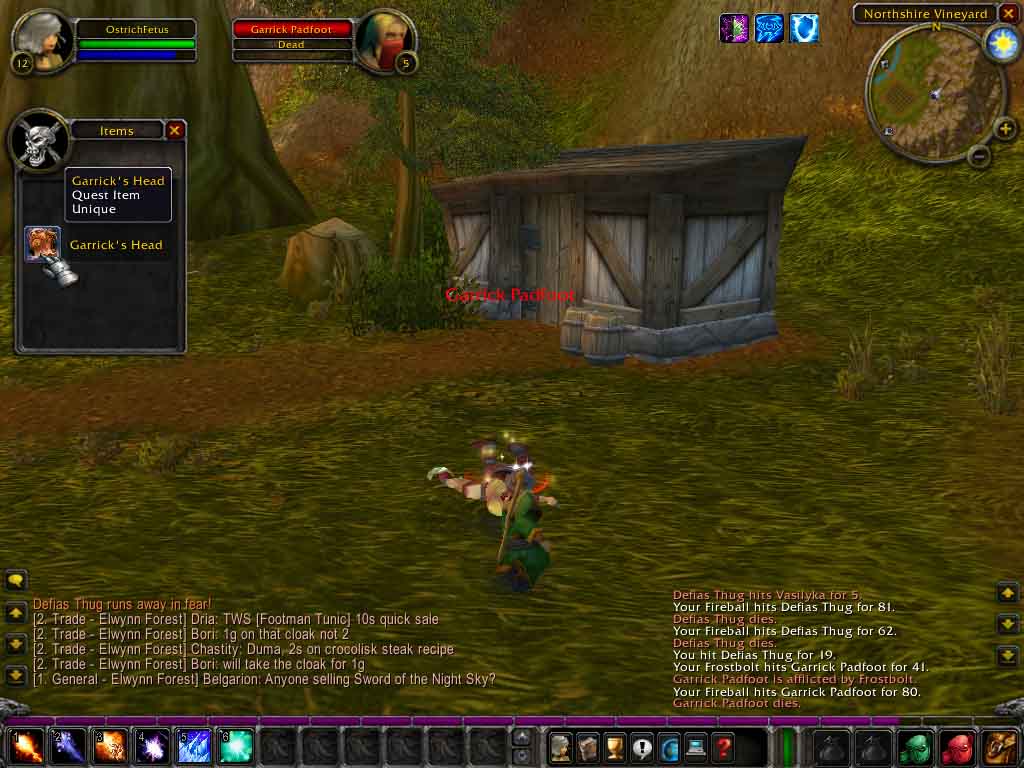 OstrichFetus
12
Garrick Padfoot
Dead
5
Northshire Vineyard
N
Items
Garrick's Head
Quest Item
Unique
Garrick's Head
Garrick Padfoot
Defias Thug runs away in fear!
[2. Trade - Elwynn Forest] Dria: TWS [Footman Tunic] 10s quick sale
[2. Trade - Elwynn Forest] Bori: 1g on that cloak not 2
[2. Trade - Elwynn Forest] Chastity: Duma, 2s on crocolisk steak recipe
[2. Trade - Elwynn Forest] Bori: will take the cloak for 1g
[1. General - Elwynn Forest] Belgarion: Anyone selling Sword of the Night Sky?
Defias Thug hits Vasilyka for 5.
Your Fireball hits Defias Thug for 81.
Defias Thug dies.
Your Fireball hits Defias Thug for 62.
Defias Thug dies.
You hit Defias Thug for 19.
Your Frostbolt hits Garrick Padfoot for 41.
Garrick Padfoot is afflicted by Frostbolt.
Your Fireball hits Garrick Padfoot for 80.
Garrick Padfoot dies.
1 2 3 4 5 6